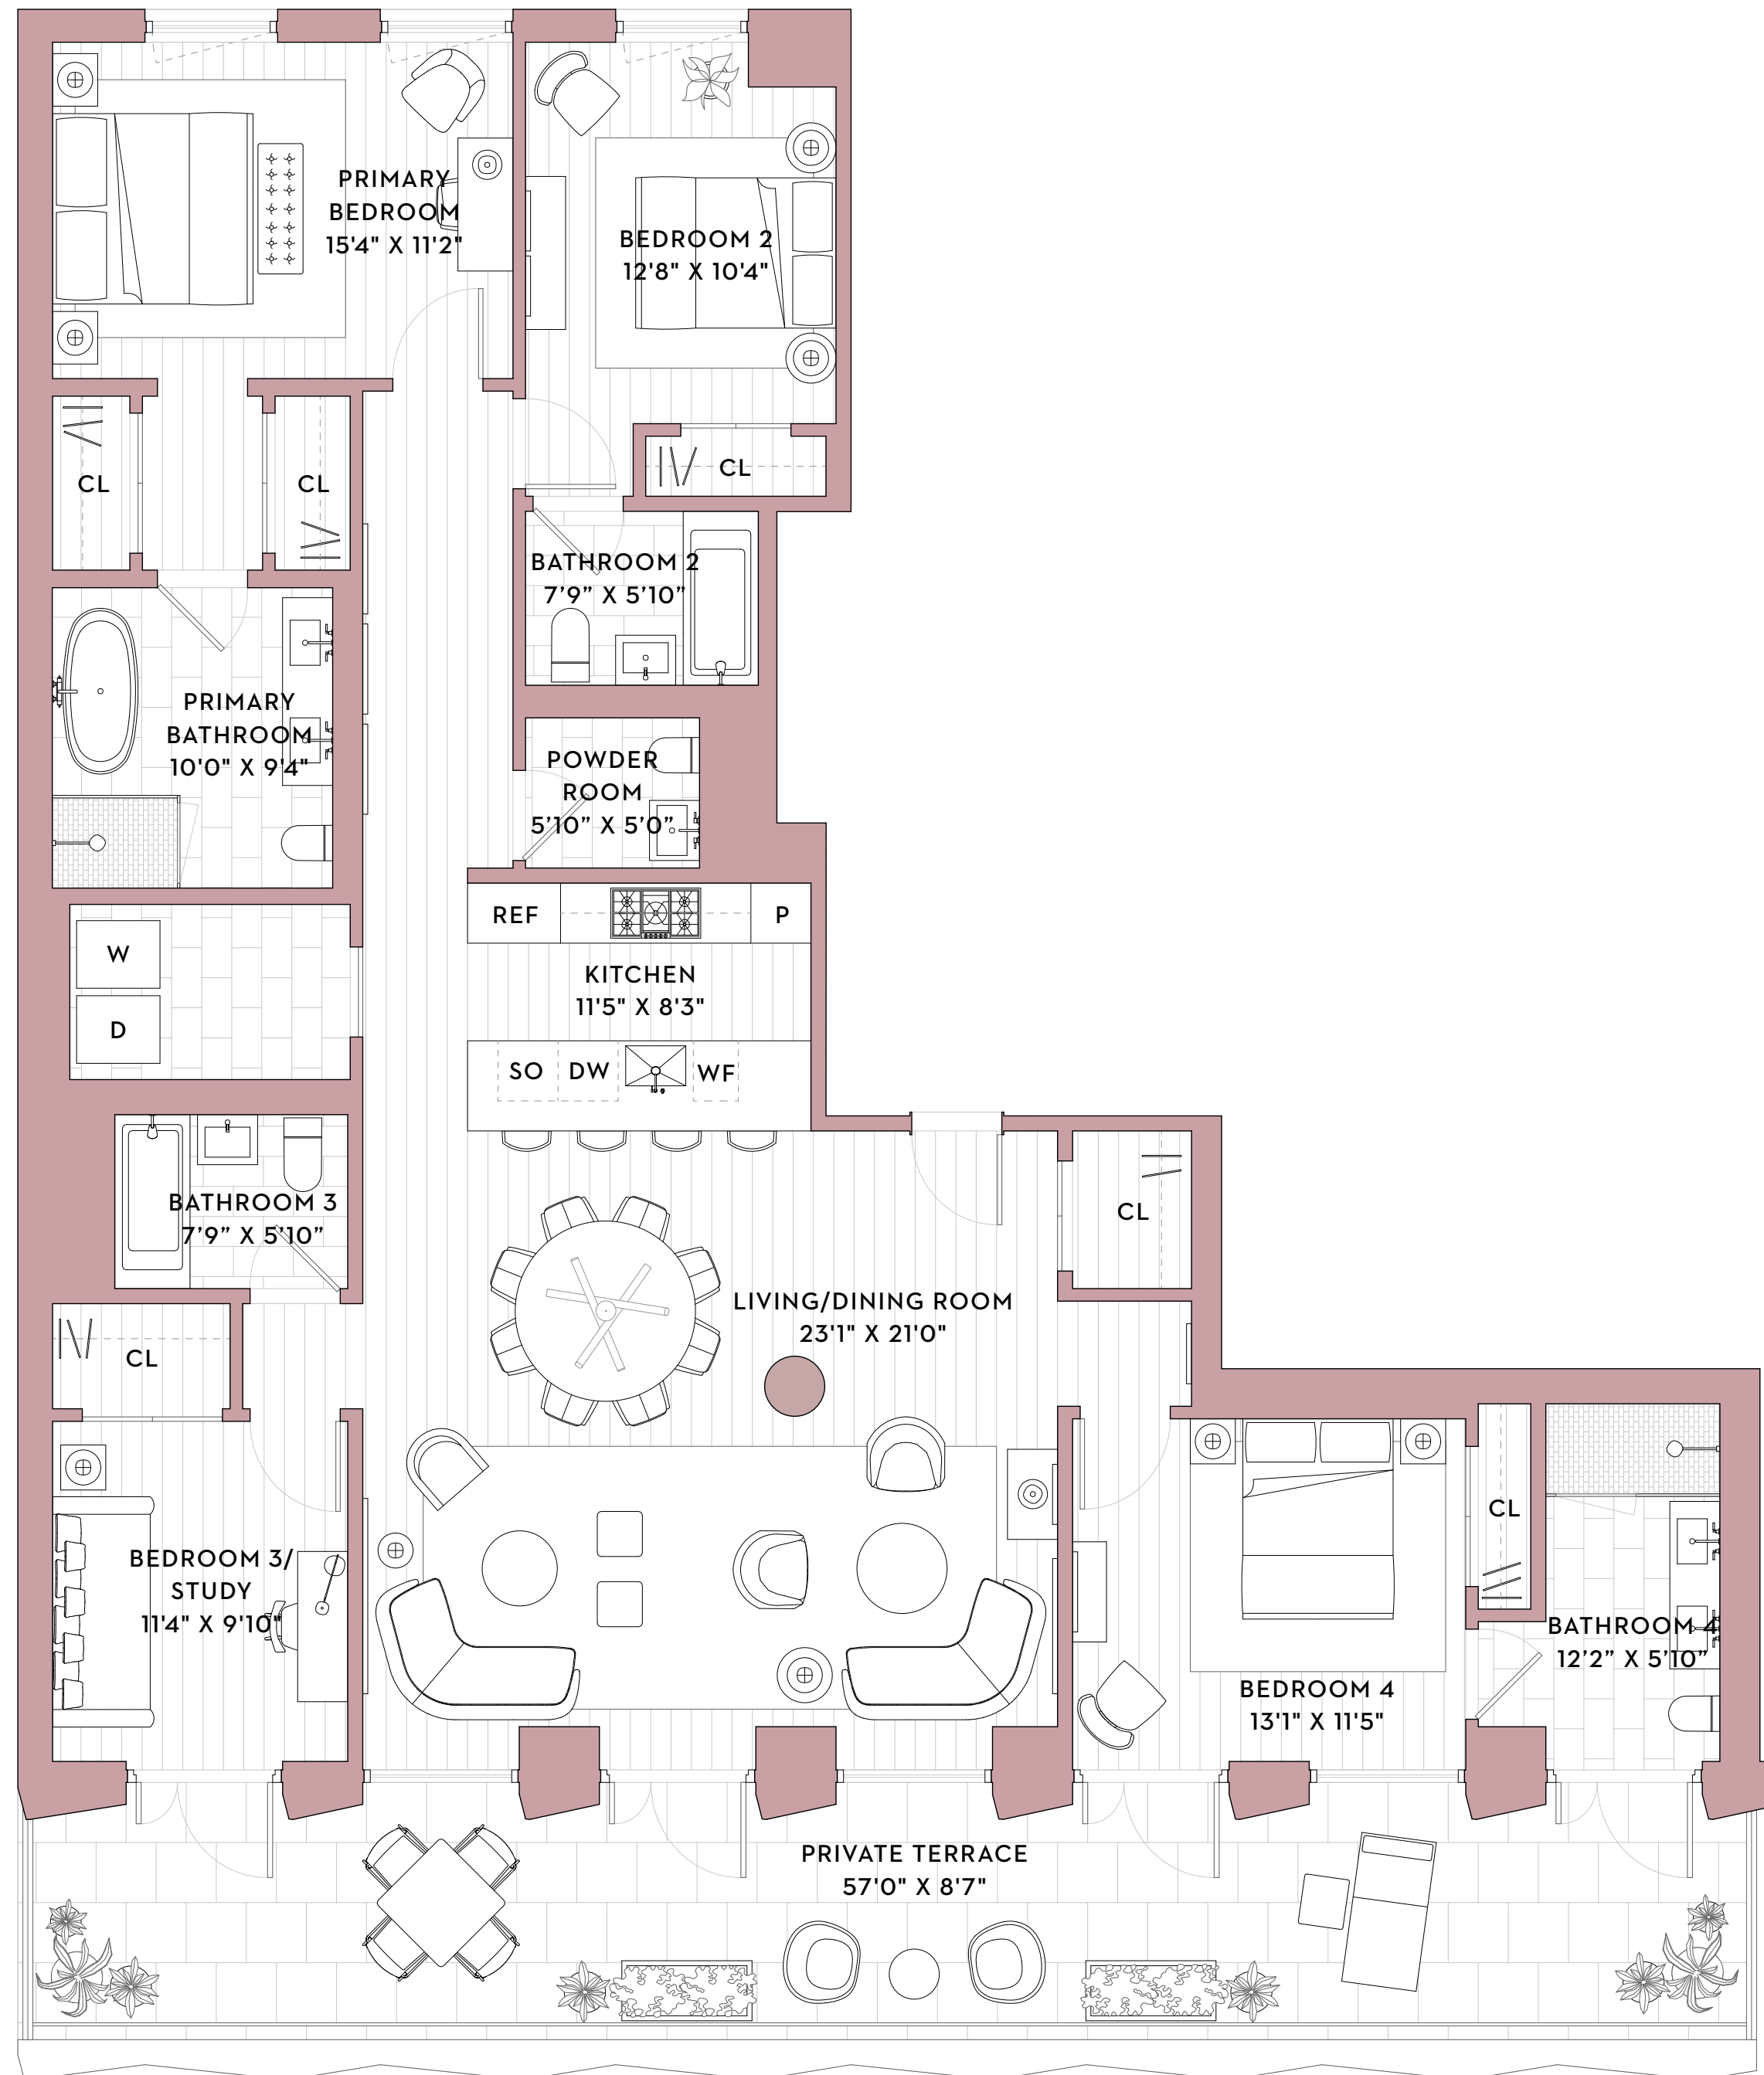 PRIMARY
BEDROOM
15'4" X 11'2"
BEDROOM 2
12'8" X 10'4"
CL
CL
CL
BATHROOM 2
7’9” X 5’10”
PRIMARY
BATHROOM
10'0" X 9'4"
POWDER
ROOM
5’10” X 5’0”
REF
P
W
KITCHEN
11'5" X 8'3"
D
SO
DW
WF
BATHROOM 3
7’9” X 5’10”
CL
LIVING/DINING ROOM
23'1" X 21'0"
CL
CL
BEDROOM 3/
STUDY
11'4" X 9'10"
BATHROOM 4
12’2” X 5’10”
BEDROOM 4
13'1" X 11'5"
PRIVATE TERRACE
57'0" X 8'7"